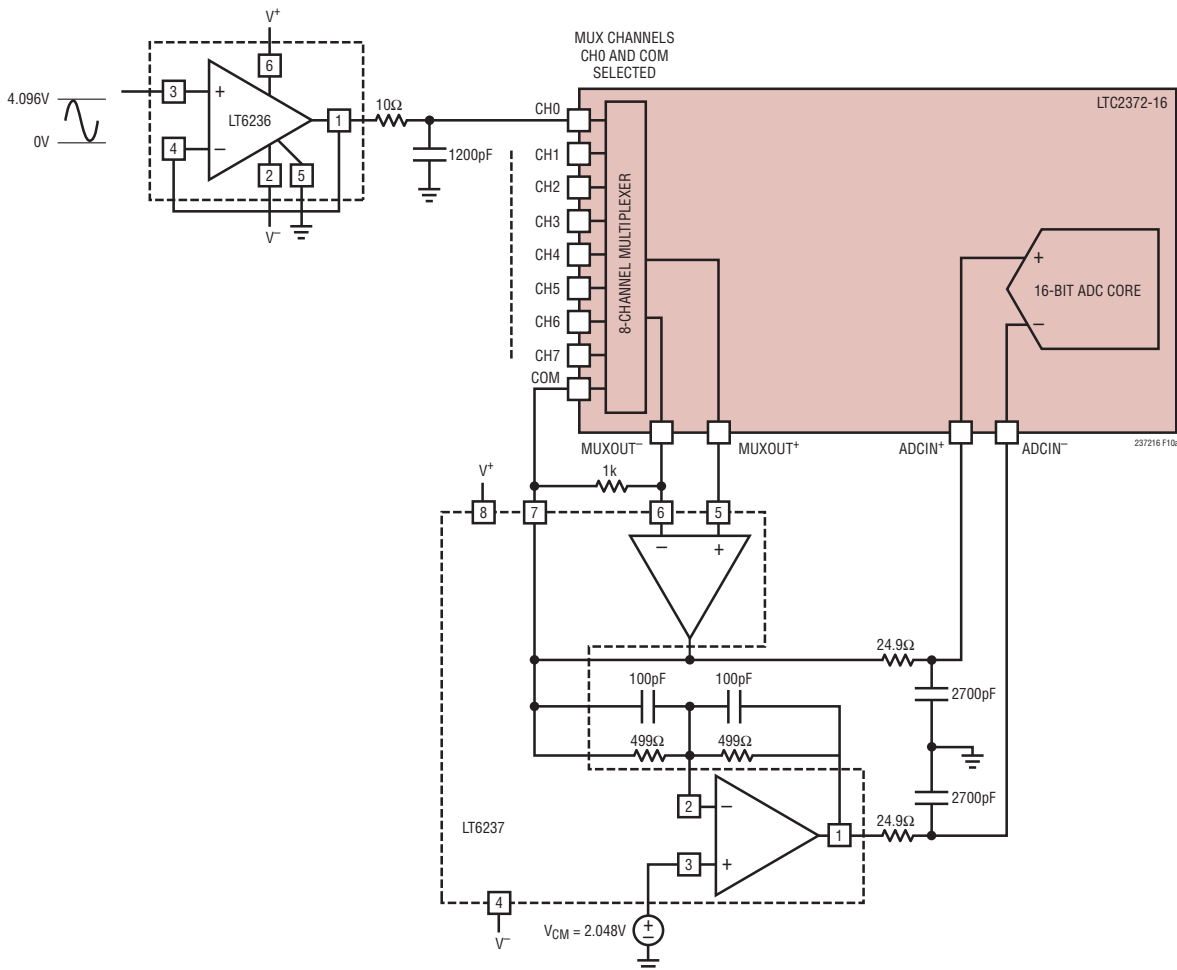 V+
MUX CHANNELS
CH0 AND COM
SELECTED
LTC2372-16
6
4.096V
0V
3
+
LT6236
1
10Ω
CH0
4
–
1200pF
2
5
V–
CH1
CH2
CH3
CH4
CH5
CH6
CH7
COM
8-CHANNEL MULTIPLEXER
+
16-BIT ADC CORE
–
MUXOUT–
MUXOUT+
ADCIN+
ADCIN–
237216 F10a
1k
V+
8
7
6
5
–
+
24.9Ω
100pF
100pF
2700pF
499Ω
499Ω
2
–
2700pF
24.9Ω
LT6237
1
3
+
4
V–
VCM = 2.048V
+
–